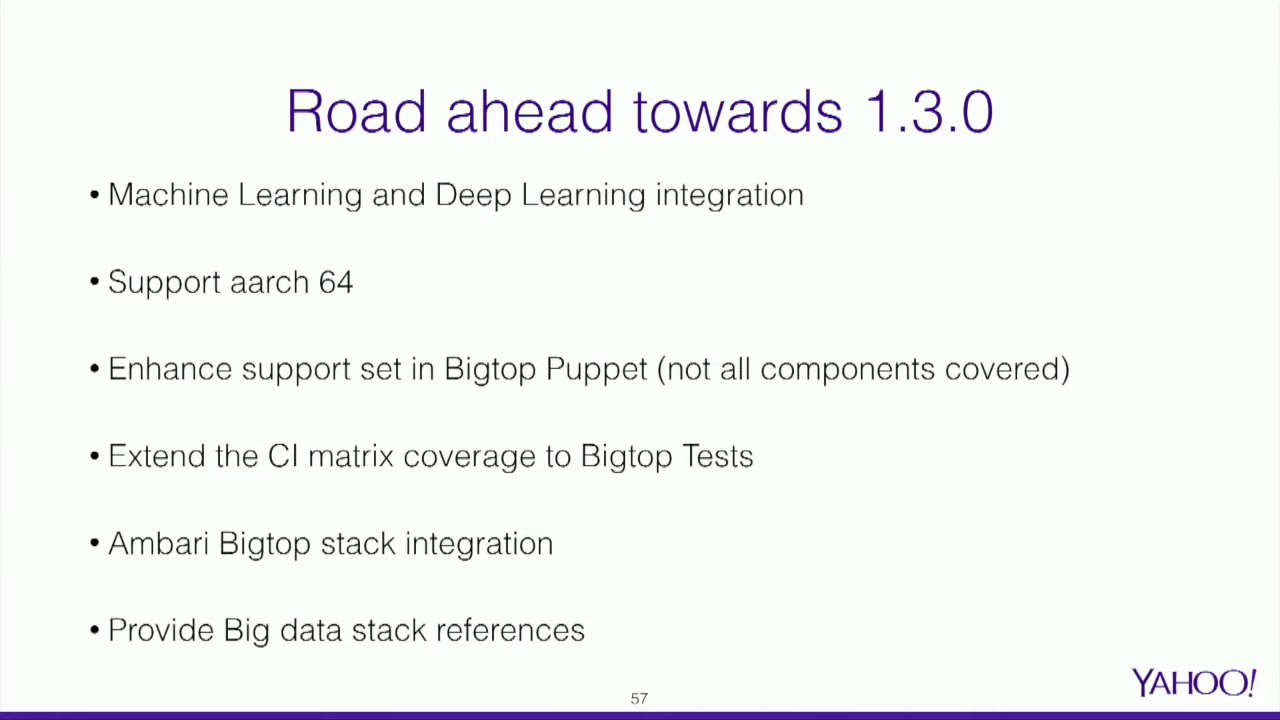 Road ahead towards 1.3.0
• Machine Learning and Deep Learning integration
• Support aarch 64
• Enhance support set in Bigtop Puppet (not all components covered)
• Extend the CI matrix coverage to Bigtop Tests
• Ambari Bigtop stack integration
• Provide Big data stack references
57
YAHOO!